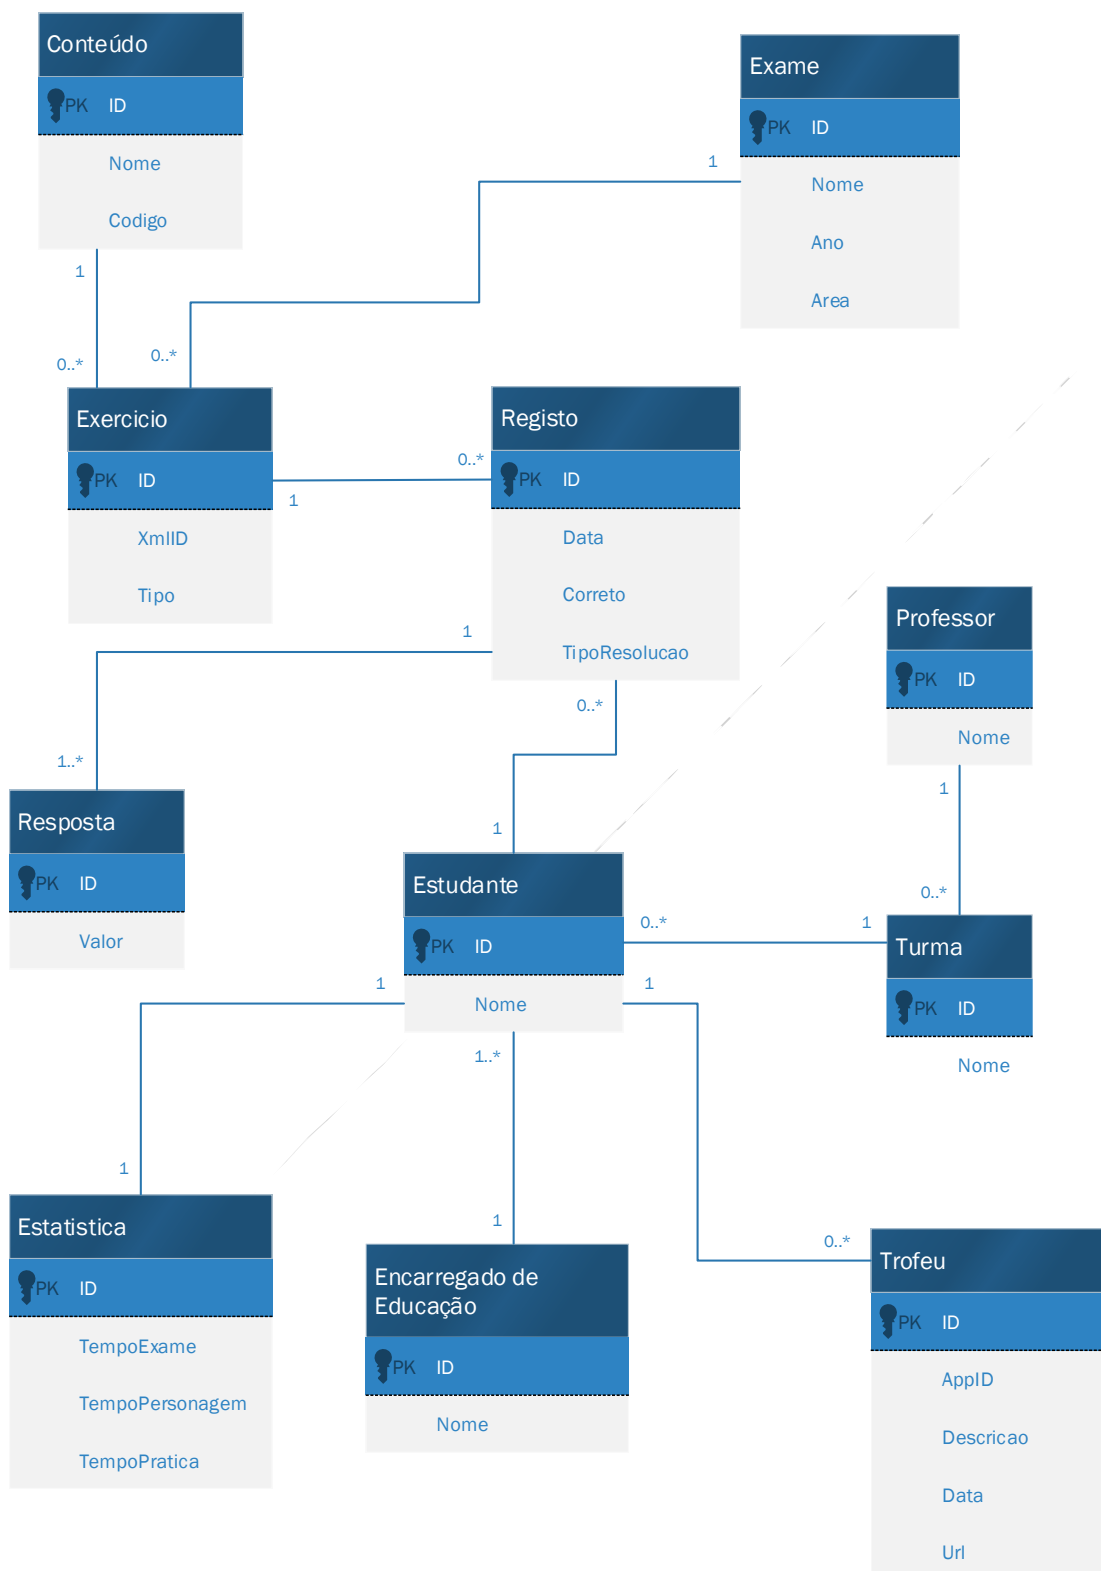 Conteúdo
PK ID
Nome
Codigo
1
0..*
Exame
PK ID
Nome
Ano
Area
1
0..*
Exercicio
PK ID
XmlID
Tipo
1
0..*
Registo
PK ID
Data
Correto
TipoResolucao
1
0..*
1..*
1
Resposta
PK ID
Valor
Professor
PK ID
Nome
1
0..*
Estudante
PK ID
Nome
0..*
1
1
1
1..*
Turma
PK ID
Nome
1
1
0..*
Estatistica
PK ID
TempoExame
TempoPersonagem
TempoPratica
Encarregado de
Educação
PK ID
Nome
Trofeu
PK ID
AppID
Descricao
Data
Url